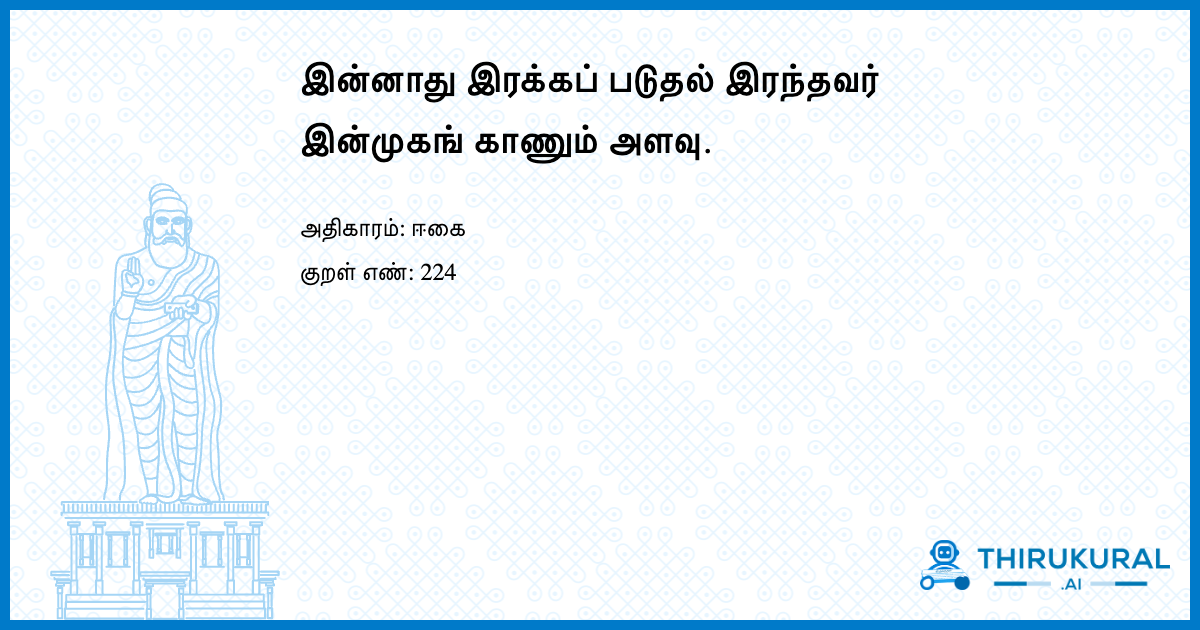 இன்னாது இரக்கப் படுதல் இரந்தவர்
இன்முகங் காணும் அளவு.
அதிகாரம்: ஈகை
குறள் எண்: 224
THIRUKURAL
.AI